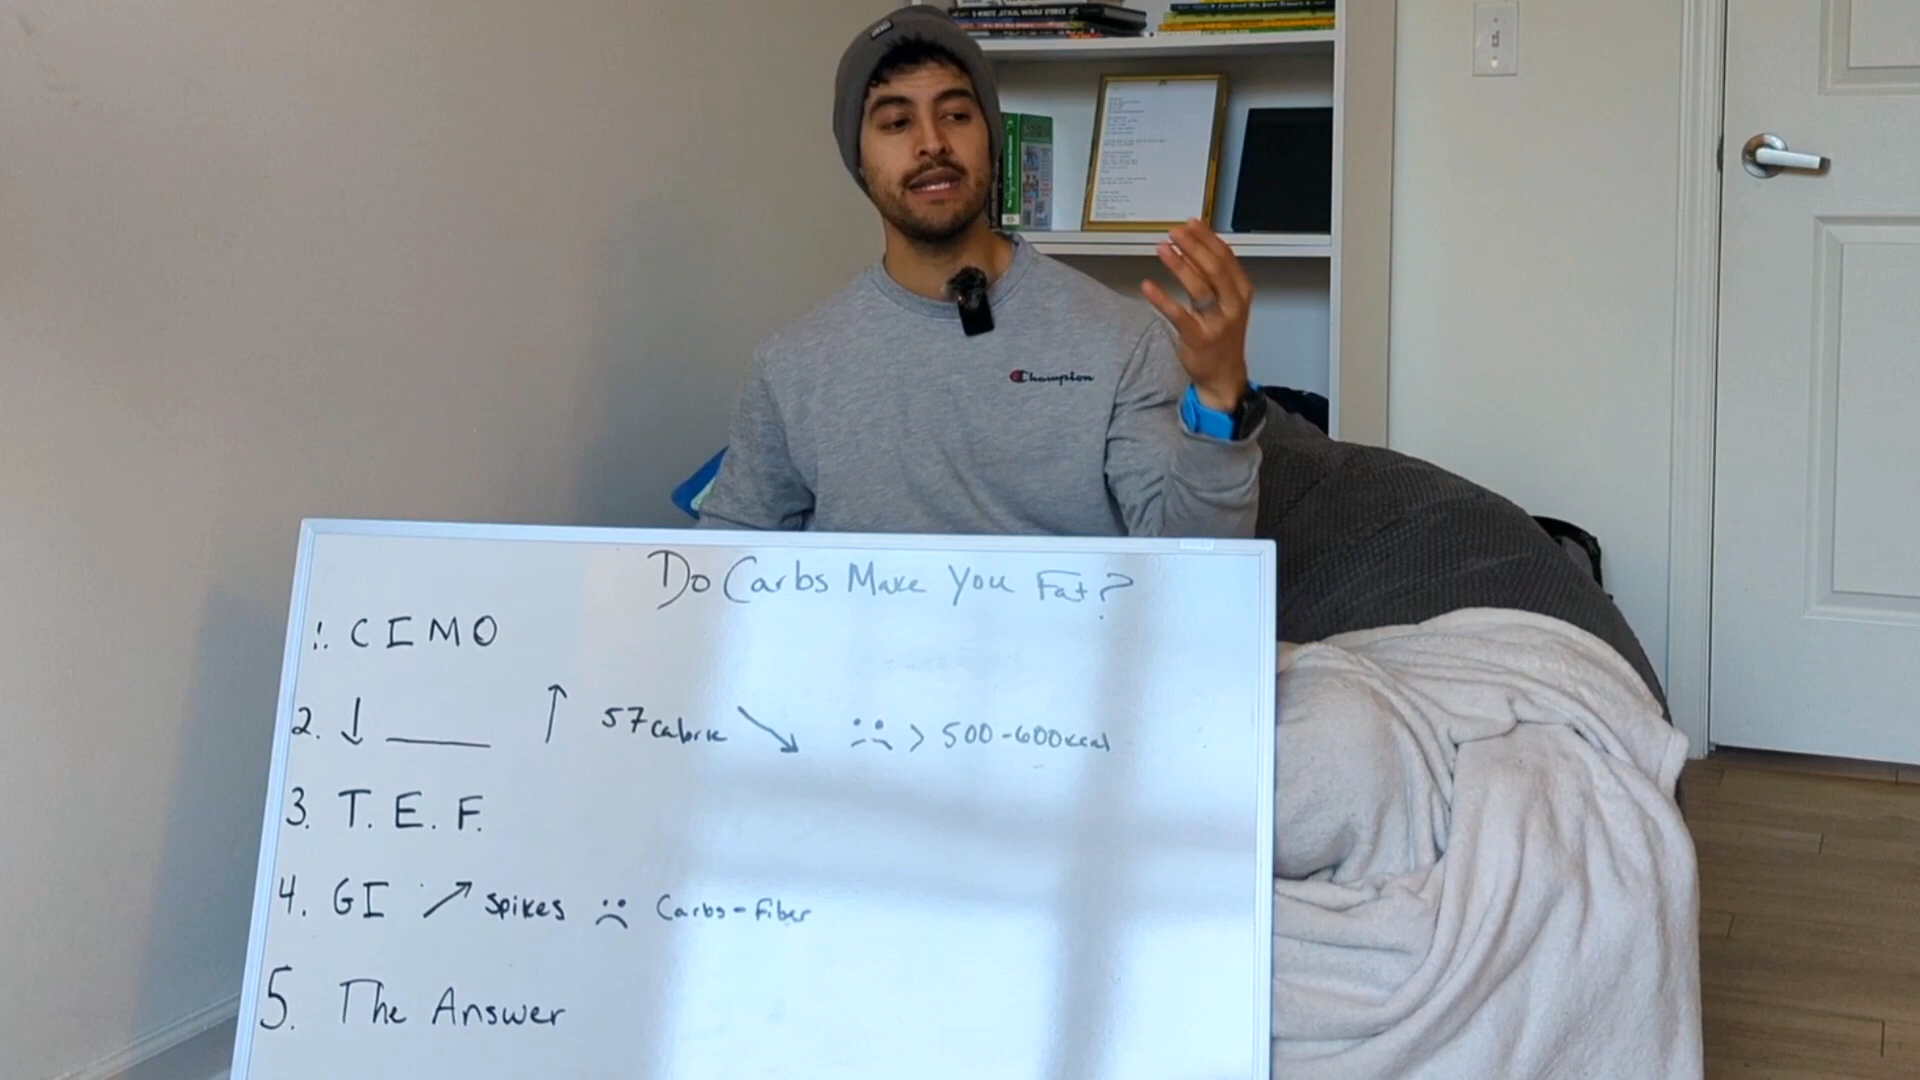 Champion
Do Carbs Make You Fat?
1. CIMO
2. ↓ ____ ↑ 57 calorie ↘ > 500-600kcal
3. T.E.F.
4. GI ↗ spikes :( Carbs - Fiber
5. The Answer